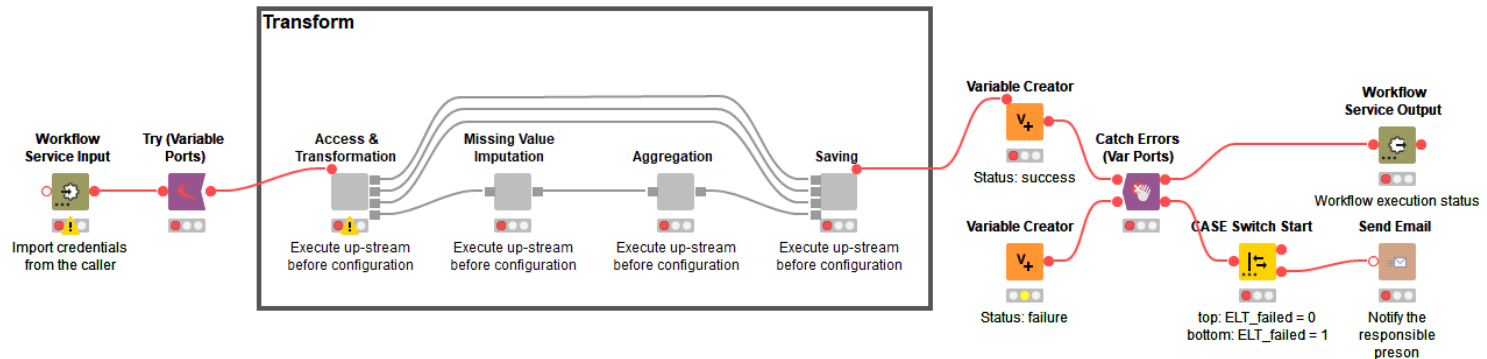 Transform
Workflow
Service Input
Import credentials
from the caller
Try (Variable
Ports)
Access &
Transformation
Execute up-stream
before configuration
Missing Value
Imputation
Execute up-stream
before configuration
Aggregation
Execute up-stream
before configuration
Saving
Execute up-stream
before configuration
Variable Creator
V+
Status: success
Variable Creator
V+
Status: failure
Catch Errors
(Var Ports)
Workflow
Service Output
Workflow execution status
CASE Switch Start
top: ELT_failed = 0
bottom: ELT_failed = 1
Send Email
Notify the
responsible
preson